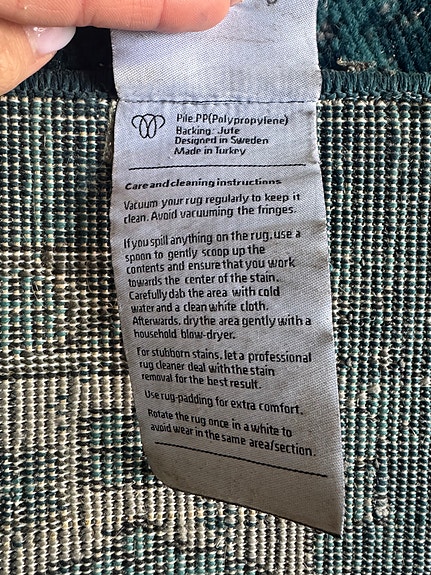 Pile.PP(Polypropylene)
Backing: Jute
Designed in Sweden
Made in Turkey
Care and cleaning instructions
Vacuum your rug regularly to keep it
clean. Avoid vacuuming the fringes.
If you spill anything on the rug, use a
spoon to gently scoop up the
contents and ensure that you work
towards the center of the stain.
Carefully dab the area with cold
water and a clean white cloth.
Afterwards, dry the area gently with a
household blow-dryer.
For stubborn stains, let a professional
rug cleaner deal with the stain
removal for the best result.
Use rug-padding for extra comfort.
Rotate the rug once in a white to
avoid wear in the same area/section.